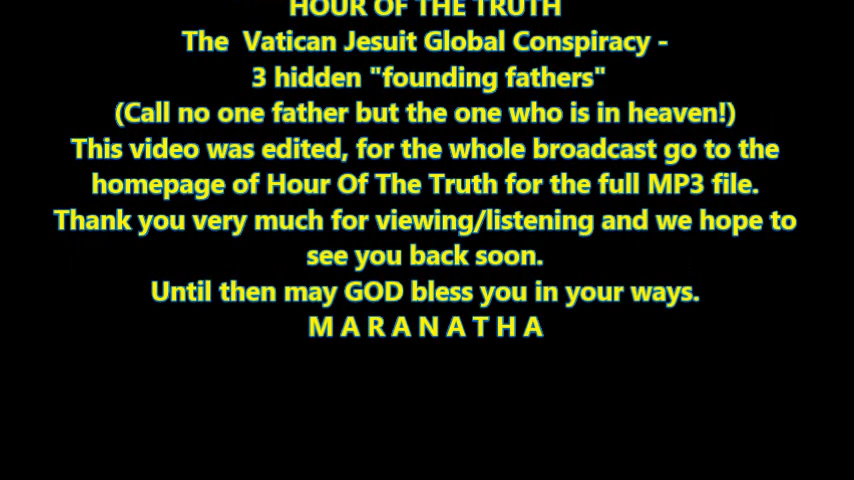 HOUR OF THE TRUTH
The  Vatican Jesuit Global Conspiracy -
3 hidden "founding fathers"
(Call no one father but the one who is in heaven!)
This video was edited, for the whole broadcast go to the
homepage of Hour Of The Truth for the full MP3 file.
Thank you very much for viewing/listening and we hope to
see you back soon.
Until then may GOD bless you in your ways.
M A R A N A T H A